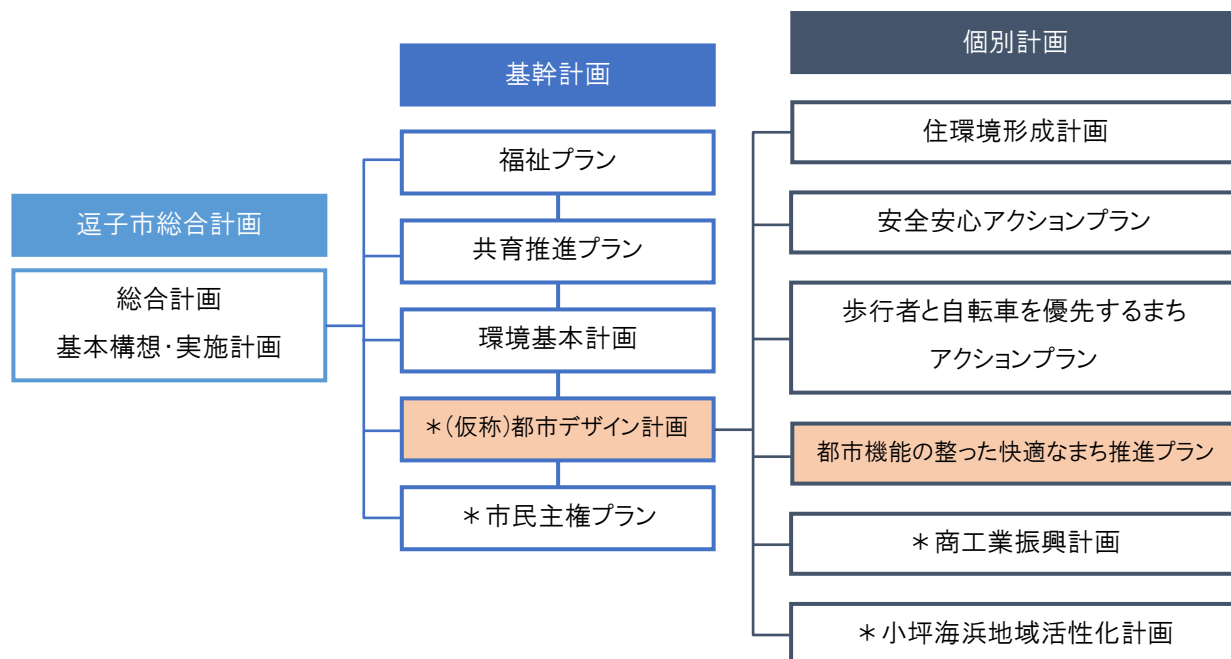 逗子市総合計画
総合計画
基本構想・実施計画
基幹計画
福祉プラン
共育推進プラン
環境基本計画
＊(仮称)都市デザイン計画
＊市民主権プラン
個別計画
住環境形成計画
安全安心アクションプラン
歩行者と自転車を優先するまち
アクションプラン
都市機能の整った快適なまち推進プラン
＊商工業振興計画
＊小坪海浜地域活性化計画